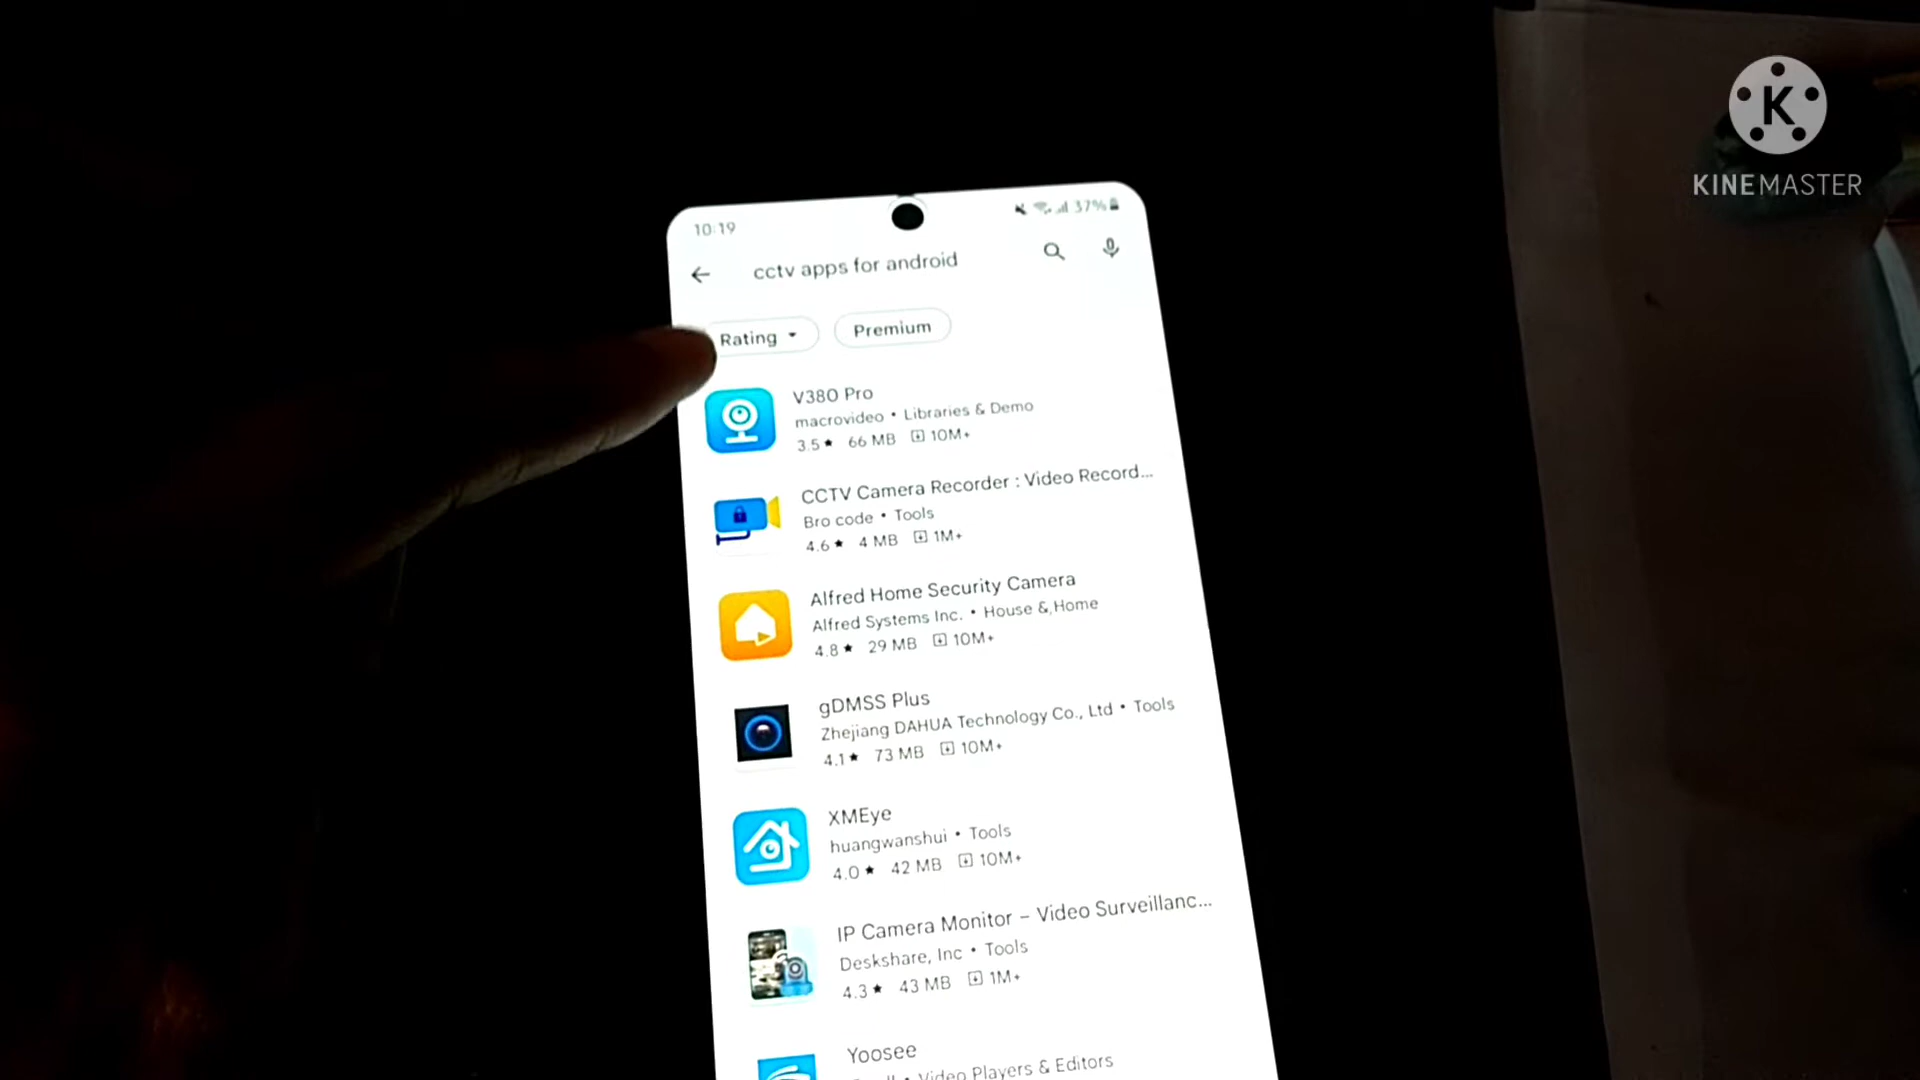 K
KINEMASTER
10:19
37%
cctv apps for android
Rating
Premium
V380 Pro
macrovideo • Libraries & Demo
3.5★ 66 MB 10M+
CCTV Camera Recorder : Video Record...
Bro code • Tools
4.6★ 4 MB 1M+
Alfred Home Security Camera
Alfred Systems Inc. • House & Home
4.8★ 29 MB 10M+
gDMSS Plus
Zhejiang DAHUA Technology Co., Ltd • Tools
4.1★ 73 MB 10M+
XMEye
huangwanshui • Tools
4.0★ 42 MB 10M+
IP Camera Monitor – Video Surveillanc...
Deskshare, Inc • Tools
4.3★ 43 MB 1M+
Yoosee
• Video Players & Editors